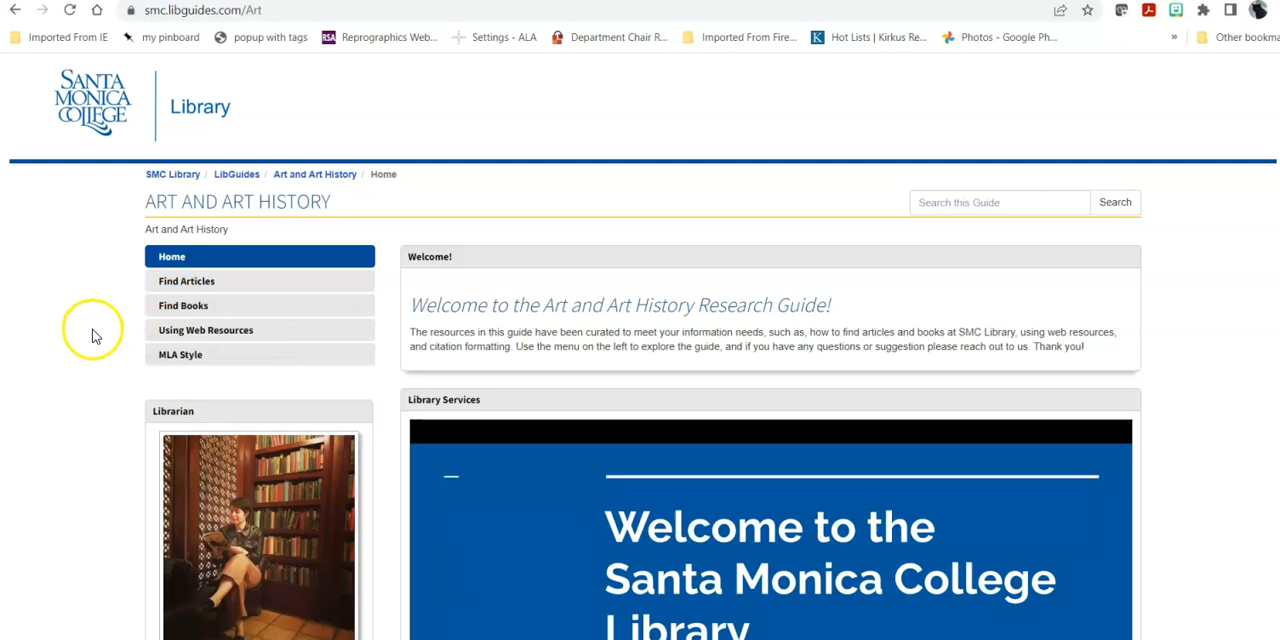 smc.libguides.com/Art
Imported From IE
my pinboard
popup with tags
RSA
Reprographics Web...
Settings - ALA
Department Chair R...
Imported From Fire...
K
Hot Lists | Kirkus Re...
Photos - Google Ph...
»
Other bookma
SANTA
MONICA
COLLEGE
Library
SMC Library / LibGuides / Art and Art History / Home
ART AND ART HISTORY
Search this Guide
Search
Art and Art History
Home
Find Articles
Find Books
Using Web Resources
MLA Style
Librarian
Welcome!
Welcome to the Art and Art History Research Guide!
The resources in this guide have been curated to meet your information needs, such as, how to find articles and books at SMC Library, using web resources,
and citation formatting. Use the menu on the left to explore the guide, and if you have any questions or suggestion please reach out to us. Thank you!
Library Services
Welcome to the
Santa Monica College
Library